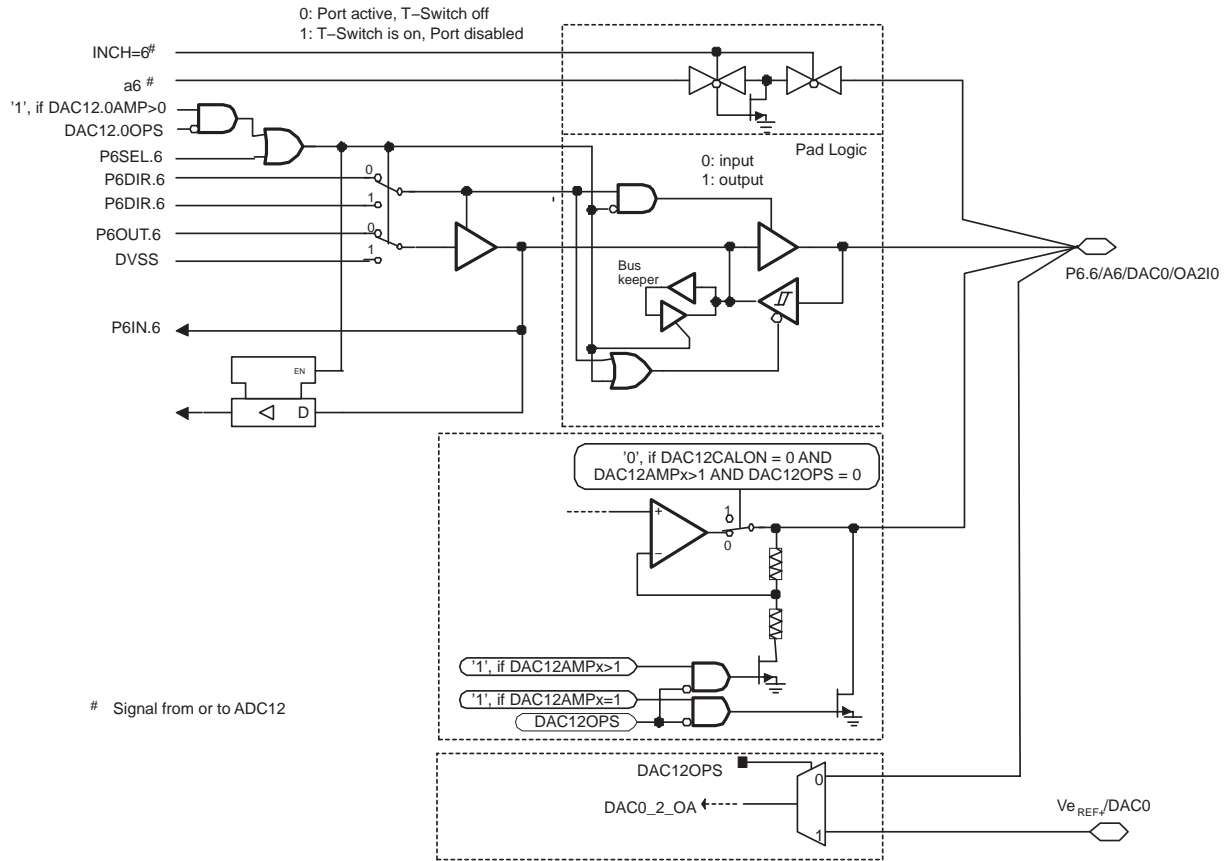 0: Port active, T−Switch off
1: T−Switch is on, Port disabled
INCH=6#
a6 #
'1', if DAC12.0AMP>0
DAC12.0OPS
P6SEL.6
P6DIR.6
P6DIR.6
P6OUT.6
DVSS
0
1
0
1
Pad Logic
0: input
1: output
Bus
keeper
P6.6/A6/DAC0/OA2I0
P6IN.6
EN
D
'0', if DAC12CALON = 0 AND
DAC12AMPx>1 AND DAC12OPS = 0
+
−
1
0
'1', if DAC12AMPx>1
'1', if DAC12AMPx=1
DAC12OPS
# Signal from or to ADC12
DAC12OPS
0
DAC0_2_OA
1
VeREF+/DAC0